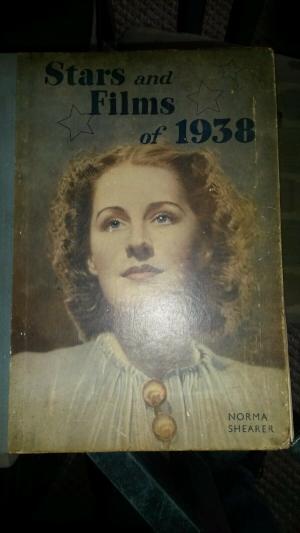 Stars and
Films
of 1938
NORMA
SHEARER